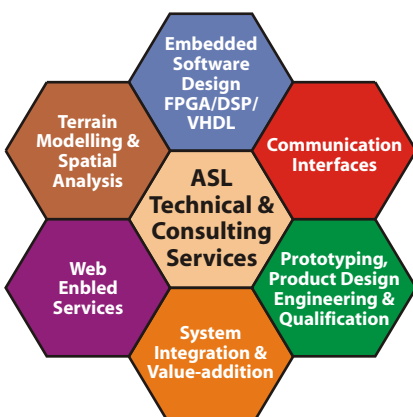 Embedded
Software
Design
FPGA/DSP/
VHDL
Terrain
Modelling &
Spatial
Analysis
Communication
Interfaces
ASL
Technical &
Consulting
Services
Web
Enbled
Services
Prototyping,
Product Design
Engineering &
Qualification
System
Integration &
Value-addition